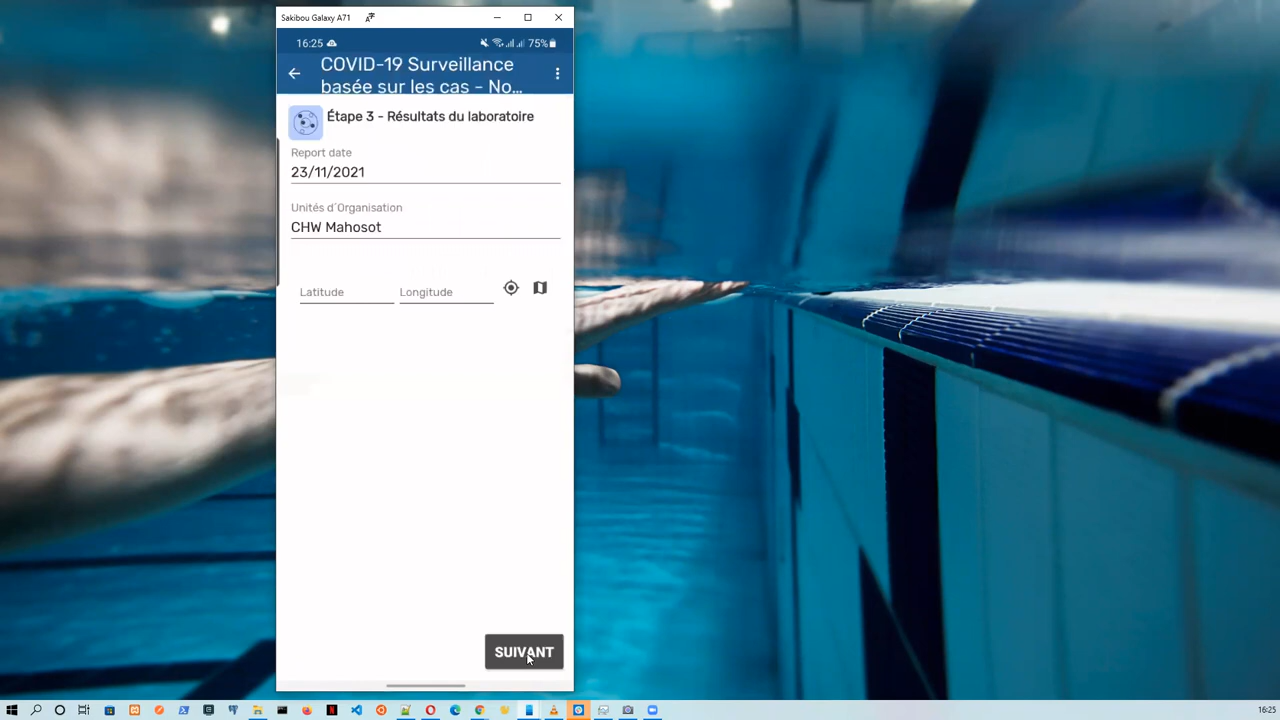 Sakibou Galaxy A71
16:25
75%
COVID-19 Surveillance
basée sur les cas - No...
Étape 3 - Résultats du laboratoire
Report date
23/11/2021
Unités d´Organisation
CHW Mahosot
Latitude
Longitude
SUIVANT
16:25